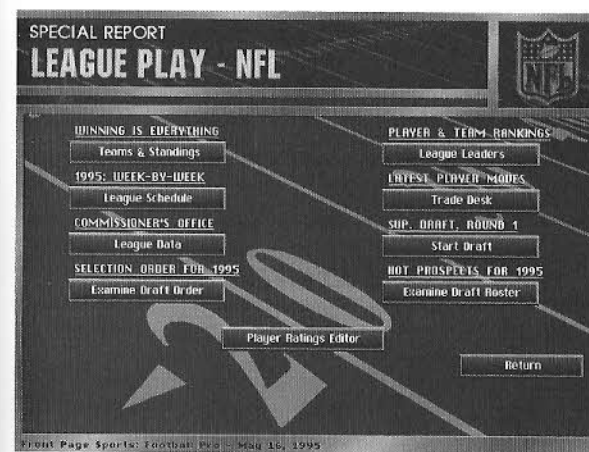 SPECIAL REPORT
LEAGUE PLAY - NFL
NFL
WINNING IS EVERYTHING
Teams & Standings
1995: WEEK-BY-WEEK
League Schedule
COMMISSIONER'S OFFICE
League Data
SELECTION ORDER FOR 1995
Examine Draft Order
PLAYER & TEAM RANKINGS
League Leaders
LATEST PLAYER MOVES
Trade Desk
SUP. DRAFT, ROUND 1
Start Draft
HOT PROSPECTS FOR 1995
Examine Draft Roster
20
Player Ratings Editor
Return
Front Page Sports: Football Pro - May 16, 1995